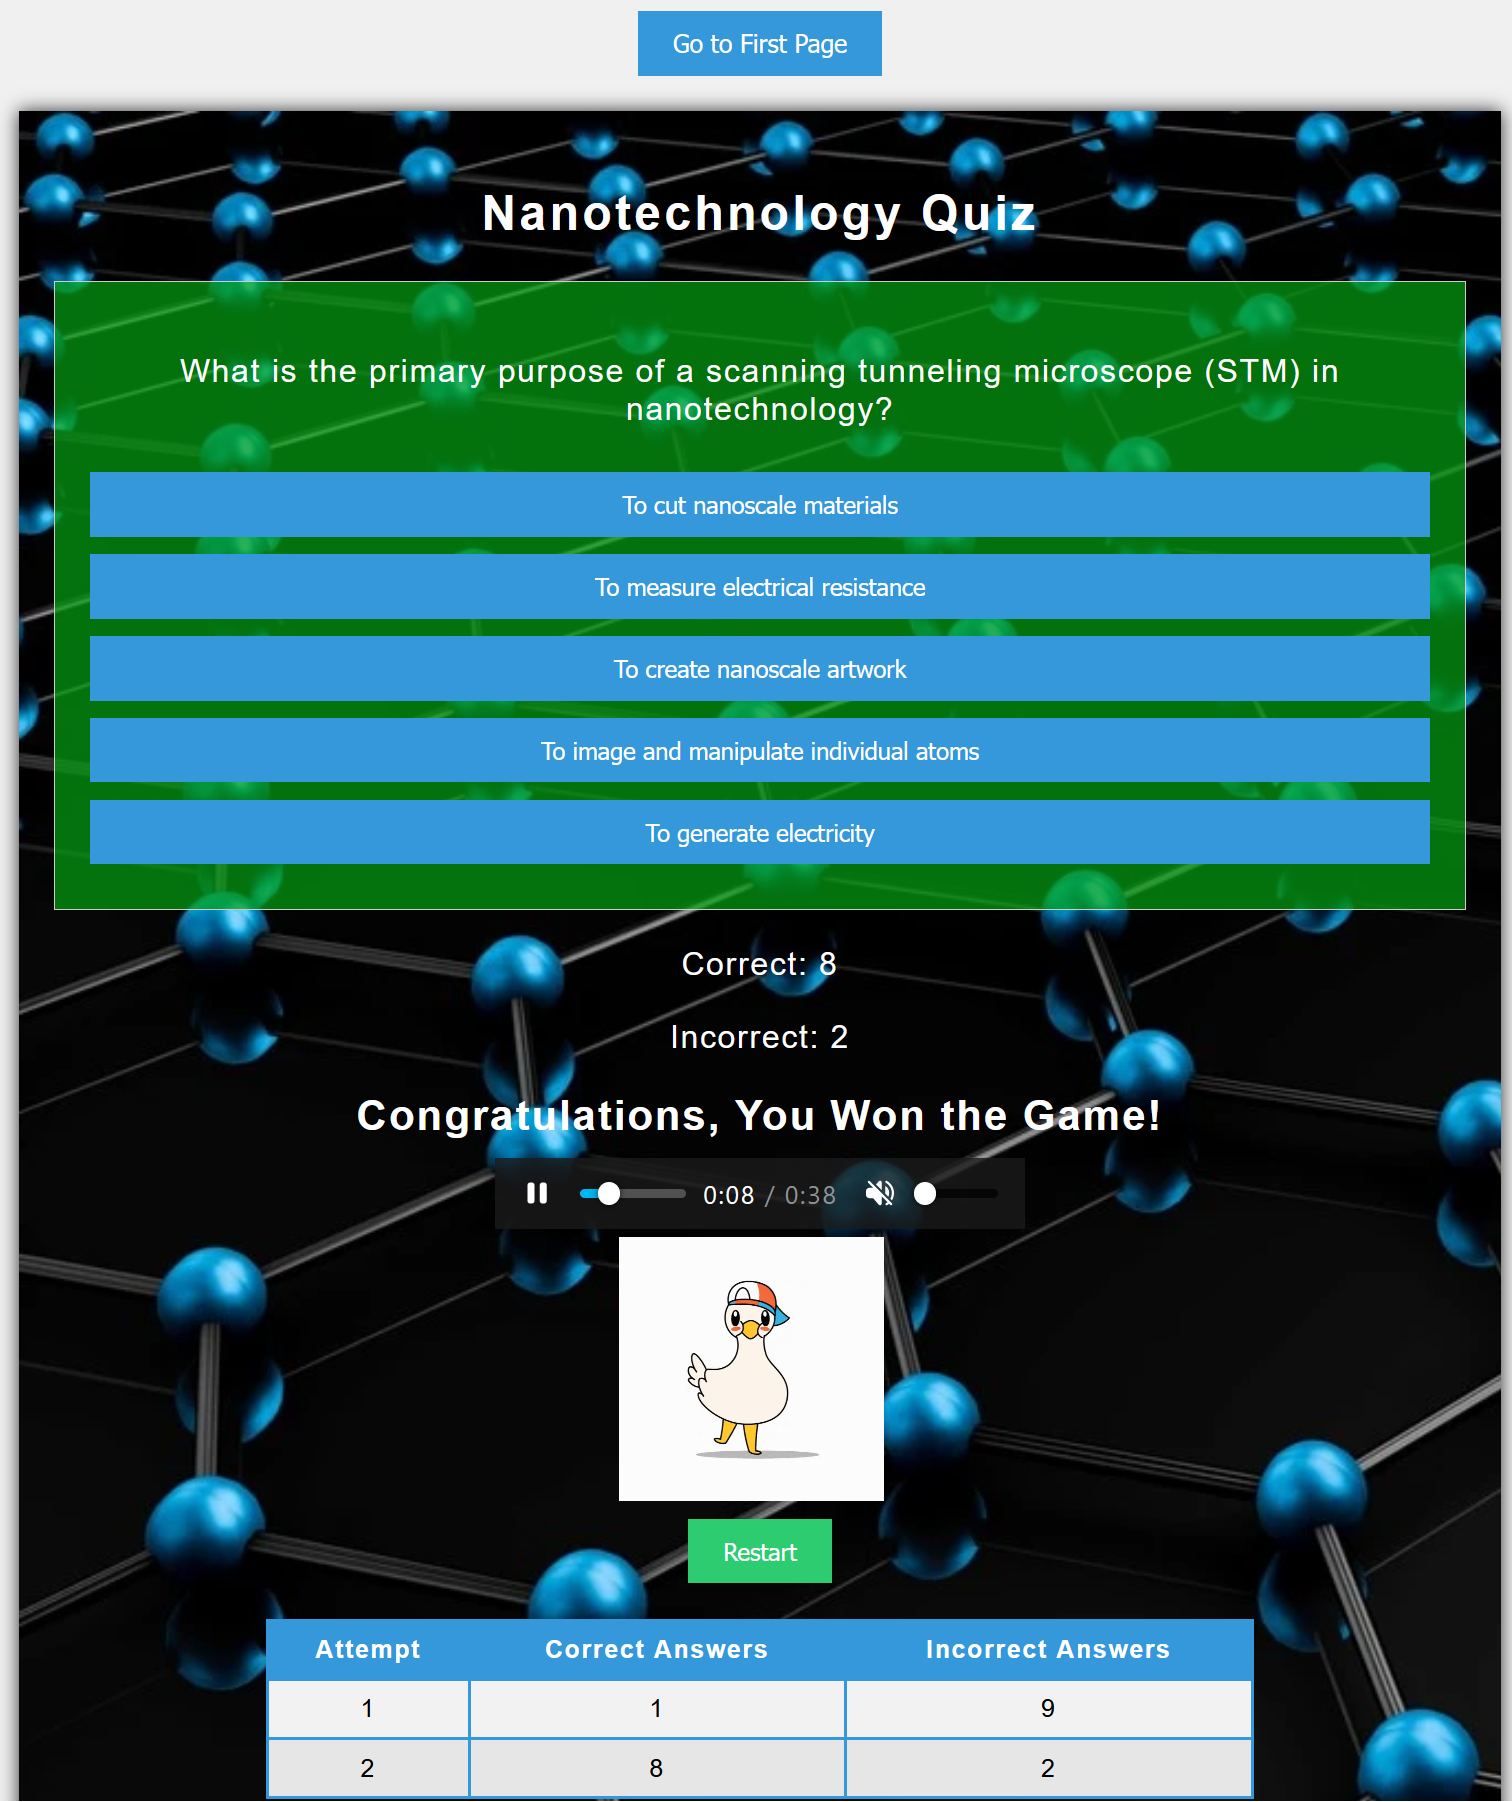 Go to First Page
Nanotechnology Quiz
What is the primary purpose of a scanning tunneling microscope (STM) in
nanotechnology?
To cut nanoscale materials
To measure electrical resistance
To create nanoscale artwork
To image and manipulate individual atoms
To generate electricity
Correct: 8
Incorrect: 2
Congratulations, You Won the Game!
0:08 / 0:38
Restart
Attempt Correct Answers Incorrect Answers
1 1 9
2 8 2